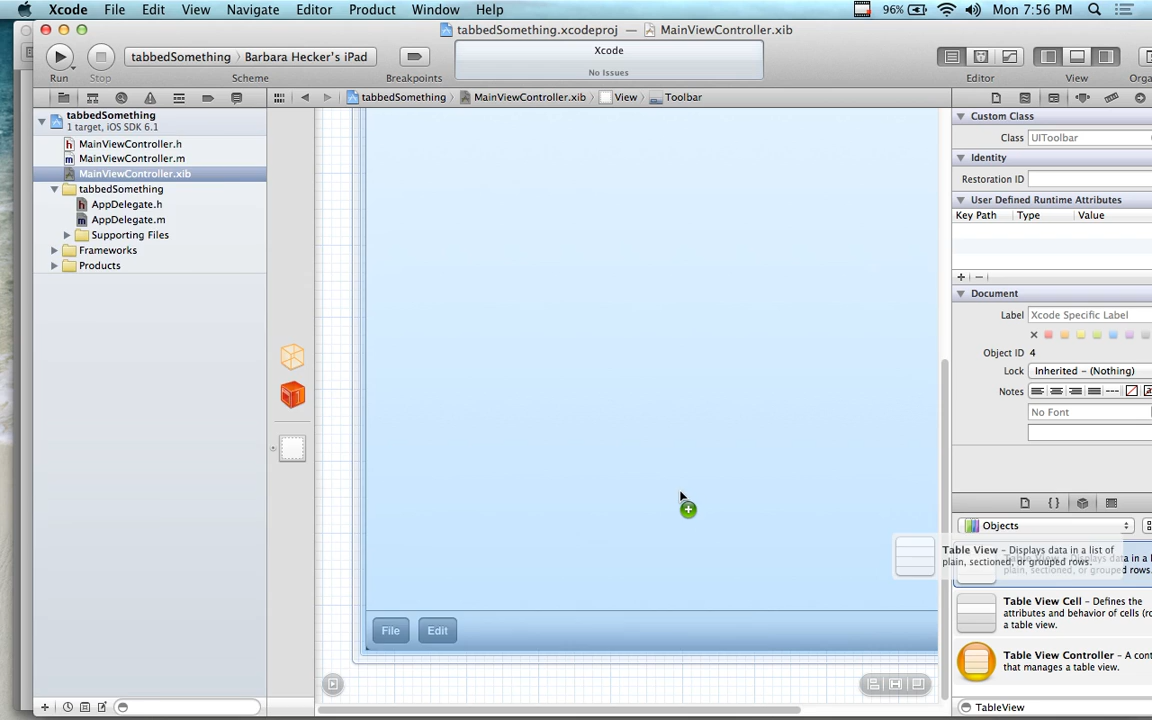 Xcode File Edit View Navigate Editor Product Window Help 96% Mon 7:56 PM
tabbedSomething.xcodeproj — MainViewController.xib
tabbedSomething 〉 Barbara Hecker's iPad
Xcode
No Issues
Run Stop Scheme Breakpoints Editor View Orga
tabbedSomething
1 target, iOS SDK 6.1
h MainViewController.h
m MainViewController.m
MainViewController.xib
tabbedSomething
h AppDelegate.h
m AppDelegate.m
Supporting Files
Frameworks
Products
tabbedSomething 〉 MainViewController.xib 〉 View 〉 Toolbar
File Edit
Custom Class
Class UIToolbar
Identity
Restoration ID
User Defined Runtime Attributes
Key Path Type Value
Document
Label Xcode Specific Label
Object ID 4
Lock Inherited – (Nothing)
Notes
No Font
Objects
Table View – Displays data in a list of
plain, sectioned, or grouped rows.
Table View Cell – Defines the
attributes and behavior of cells (ro
a table view.
Table View Controller – A cont
that manages a table view.
TableView